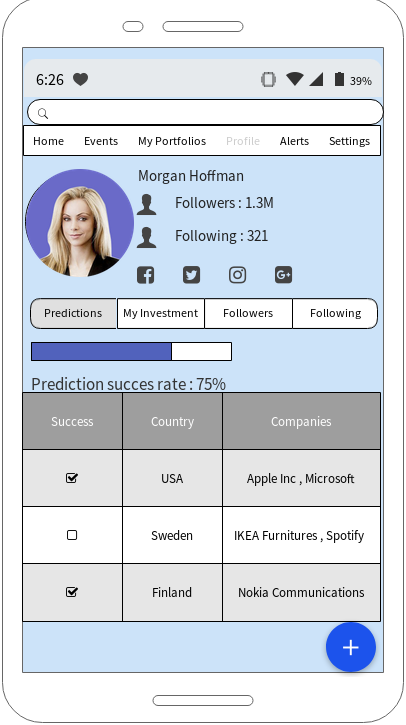 6:26 39%
Home Events My Portfolios Profile Alerts Settings
Morgan Hoffman
Followers : 1.3M
Following : 321
Predictions My Investment Followers Following
Prediction succes rate : 75%
Success Country Companies
USA Apple Inc , Microsoft
Sweden IKEA Furnitures , Spotify
Finland Nokia Communications